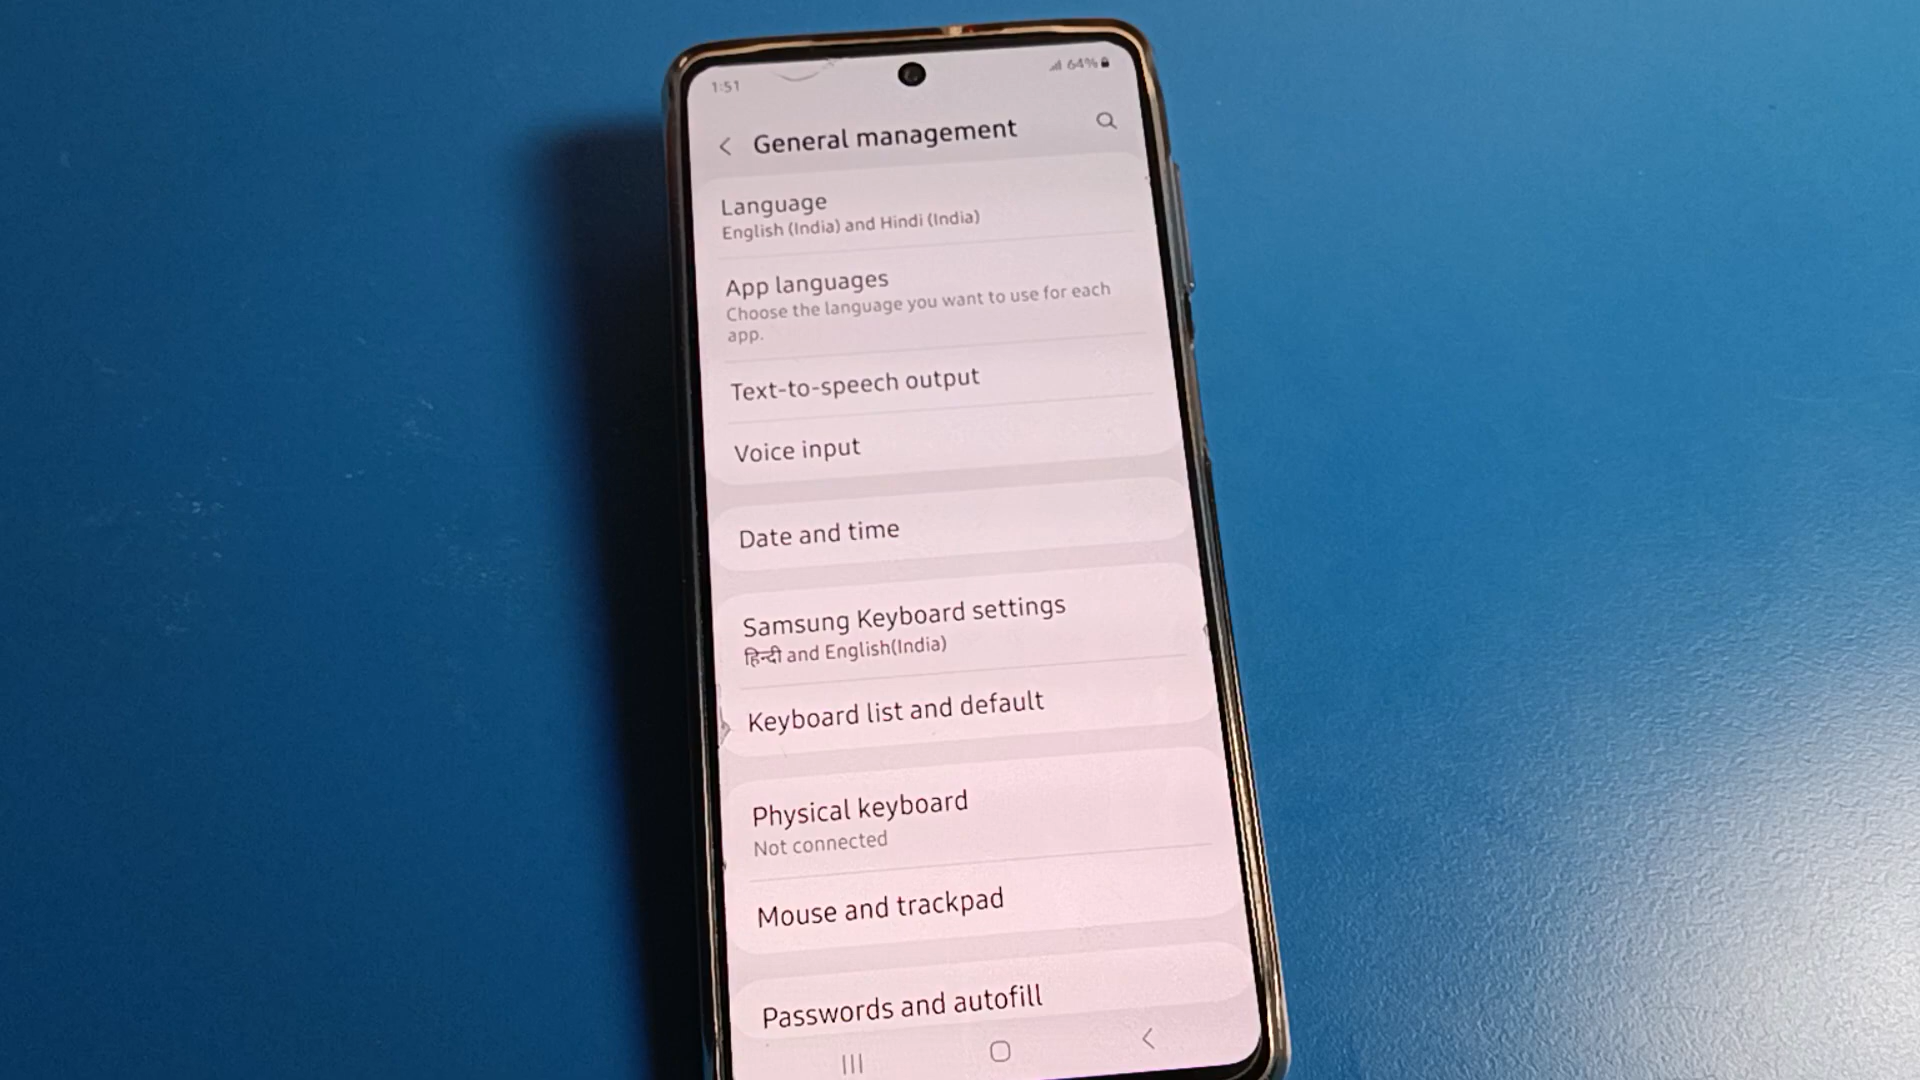 1:51
64%
General management
Language
English (India) and Hindi (India)
App languages
Choose the language you want to use for each
app.
Text-to-speech output
Voice input
Date and time
Samsung Keyboard settings
हिन्दी and English(India)
Keyboard list and default
Physical keyboard
Not connected
Mouse and trackpad
Passwords and autofill